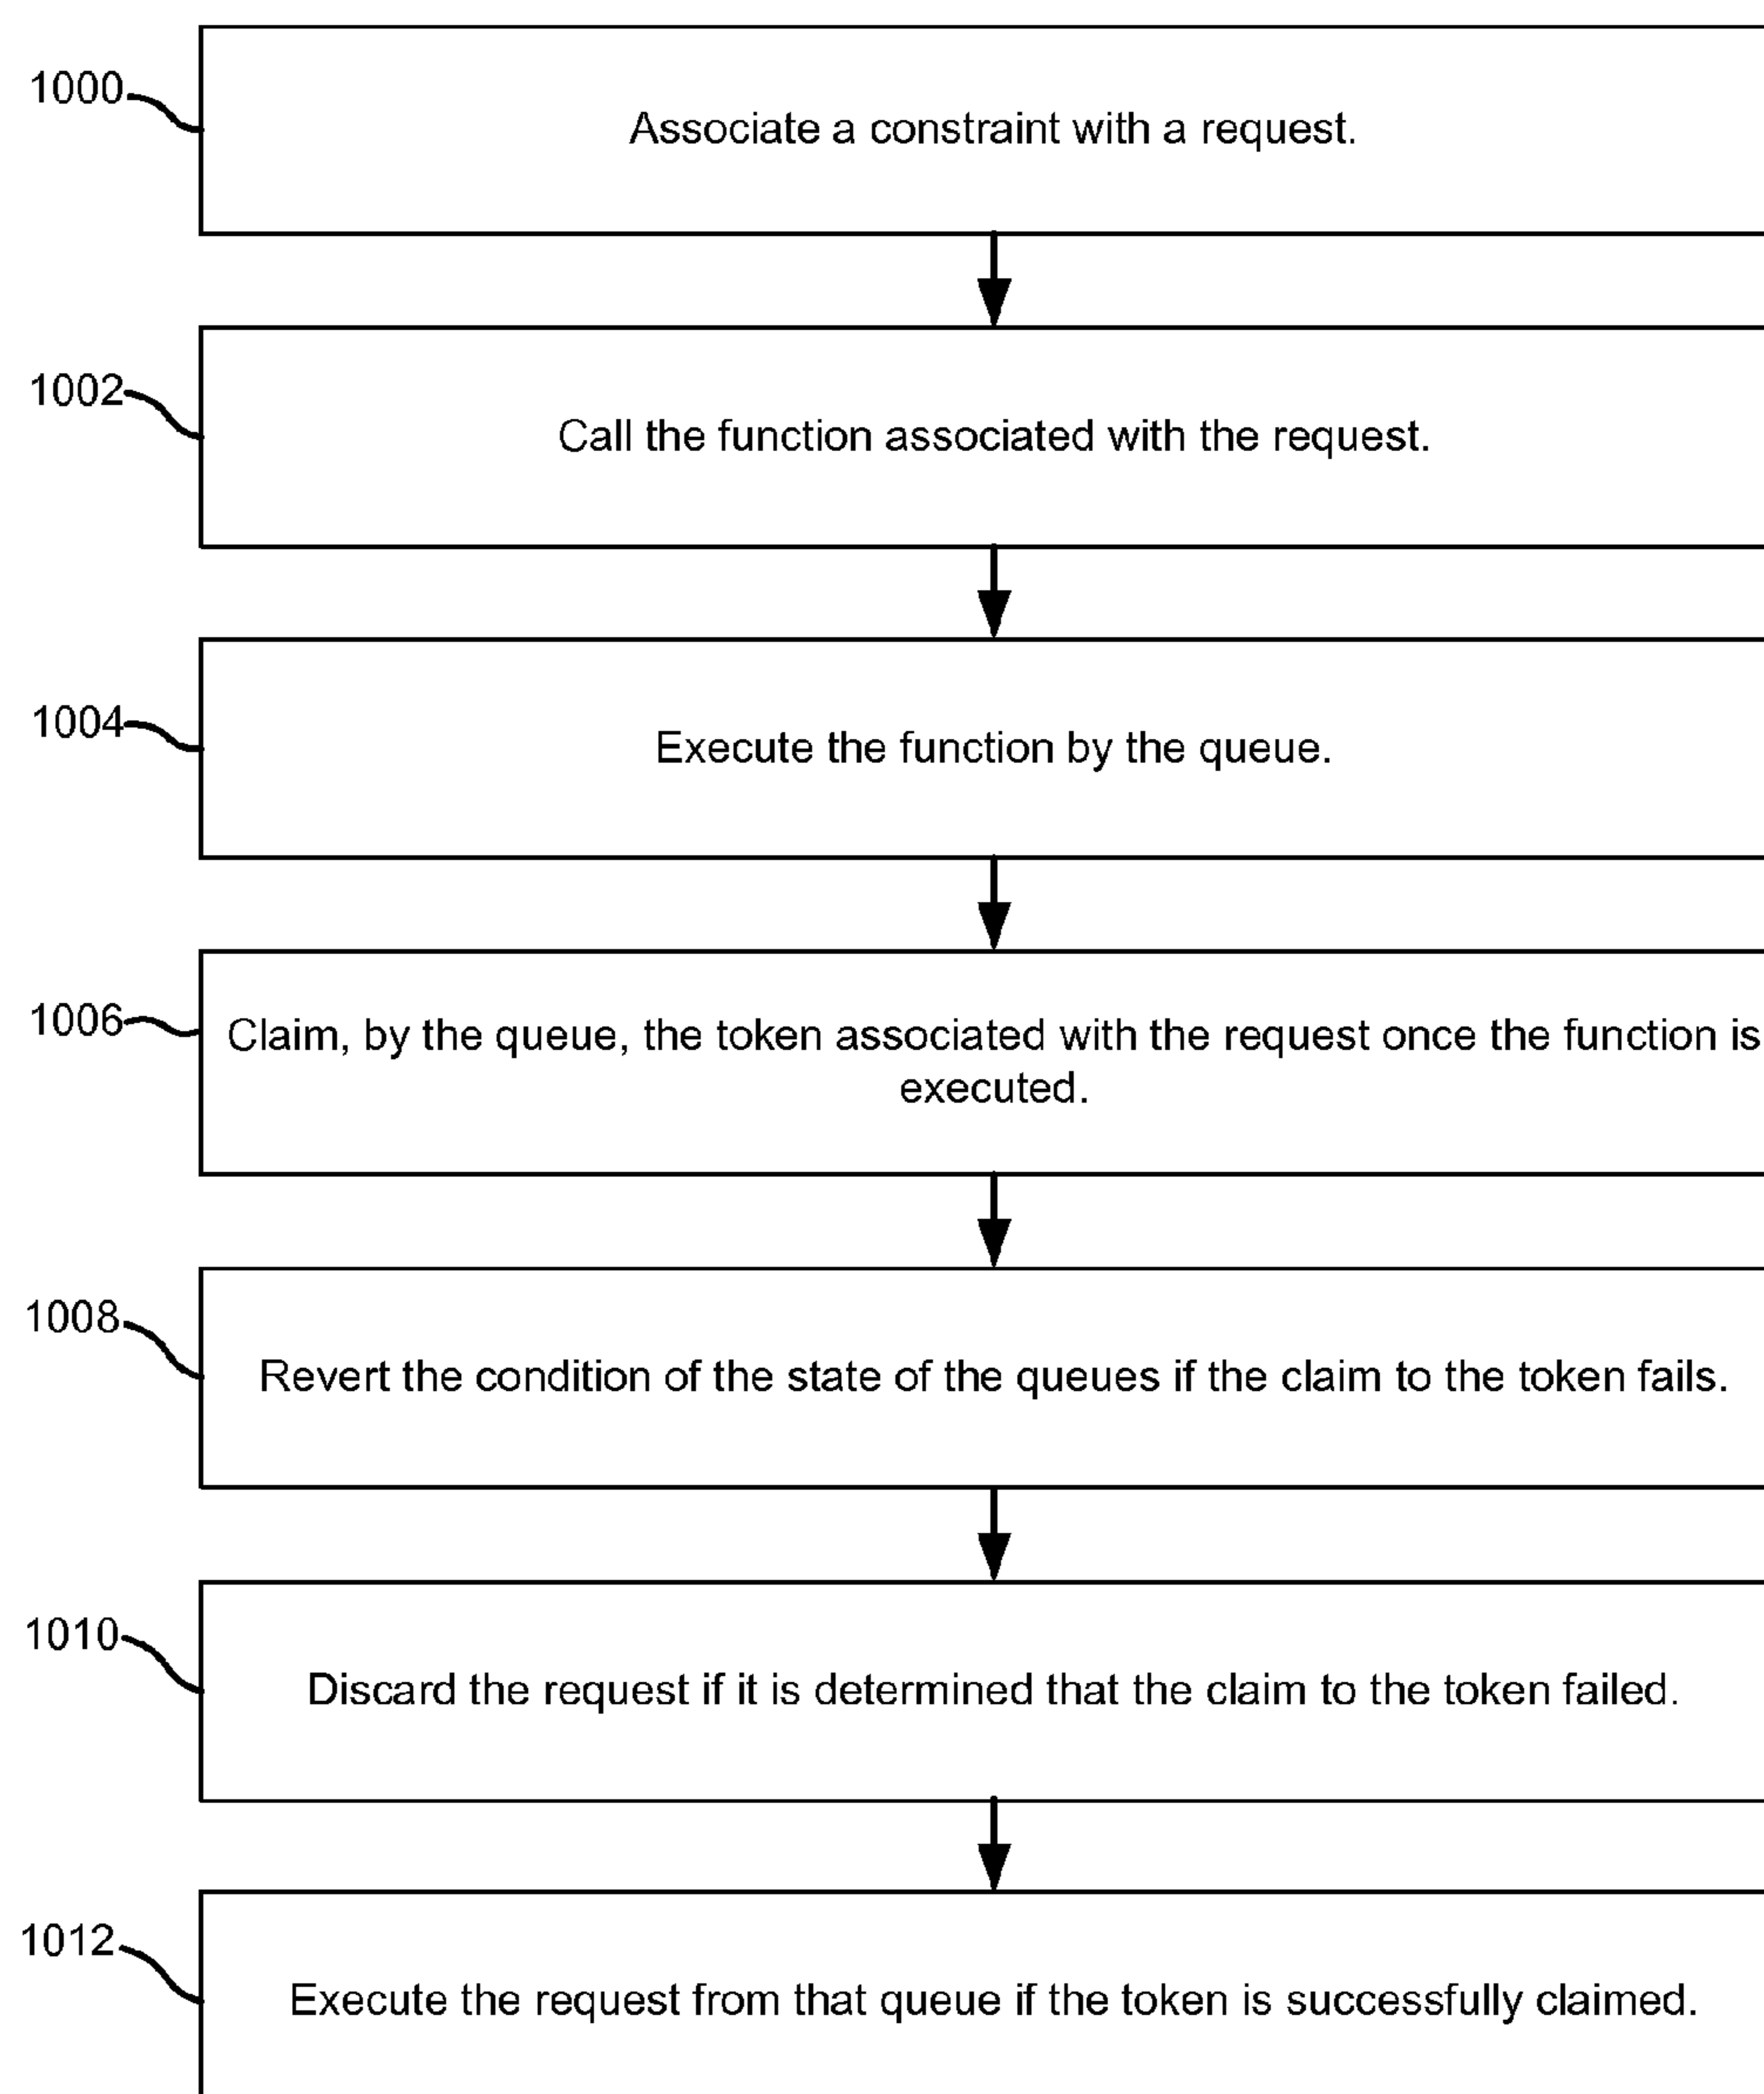 1000
Associate a constraint with a request.
1002
Call the function associated with the request.
1004
Execute the function by the queue.
1006
Claim, by the queue, the token associated with the request once the function is
executed.
1008
Revert the condition of the state of the queues if the claim to the token fails.
1010
Discard the request if it is determined that the claim to the token failed.
1012
Execute the request from that queue if the token is successfully claimed.